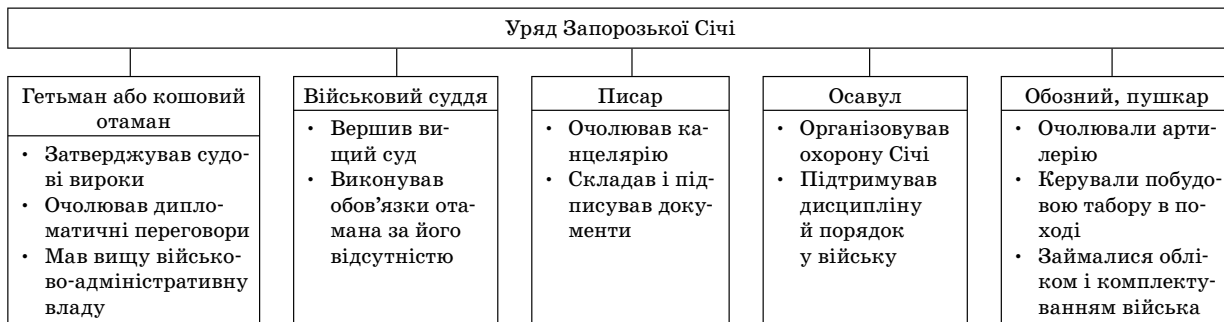 Уряд Запорозької Січі
Гетьман або кошовий
отаман
• Затверджував судо-
ві вироки
• Очолював дипло-
матичні переговори
• Мав вищу військо-
во-адміністративну
владу
Військовий суддя
• Вершив ви-
щий суд
• Виконував
обов’язки ота-
мана за його
відсутністю
Писар
• Очолював ка-
нцелярію
• Складав і під-
писував доку-
менти
Осавул
• Організовував
охорону Січі
• Підтримував
дисципліну
й порядок
у війську
Обозний, пушкар
• Очолювали арти-
лерію
• Керували побудо-
вою табору в по-
ході
• Займалися облі-
ком і комплекту-
ванням війська